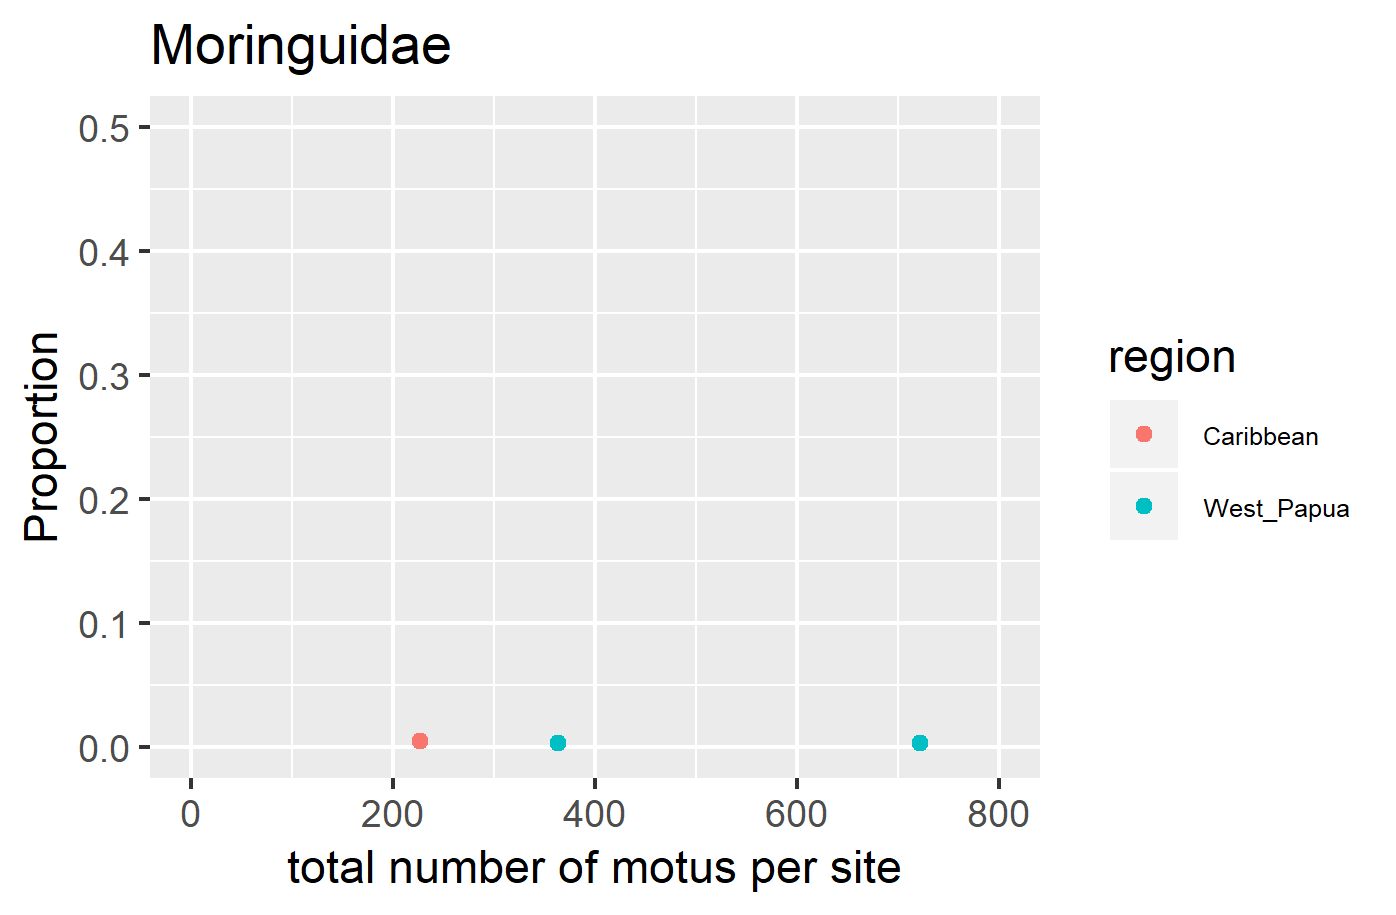 Moringuidae
0.5
0.4
0.3
0.2
0.1
0.0
Proportion
0 200 400 600 800
total number of motus per site
region
Caribbean
West_Papua